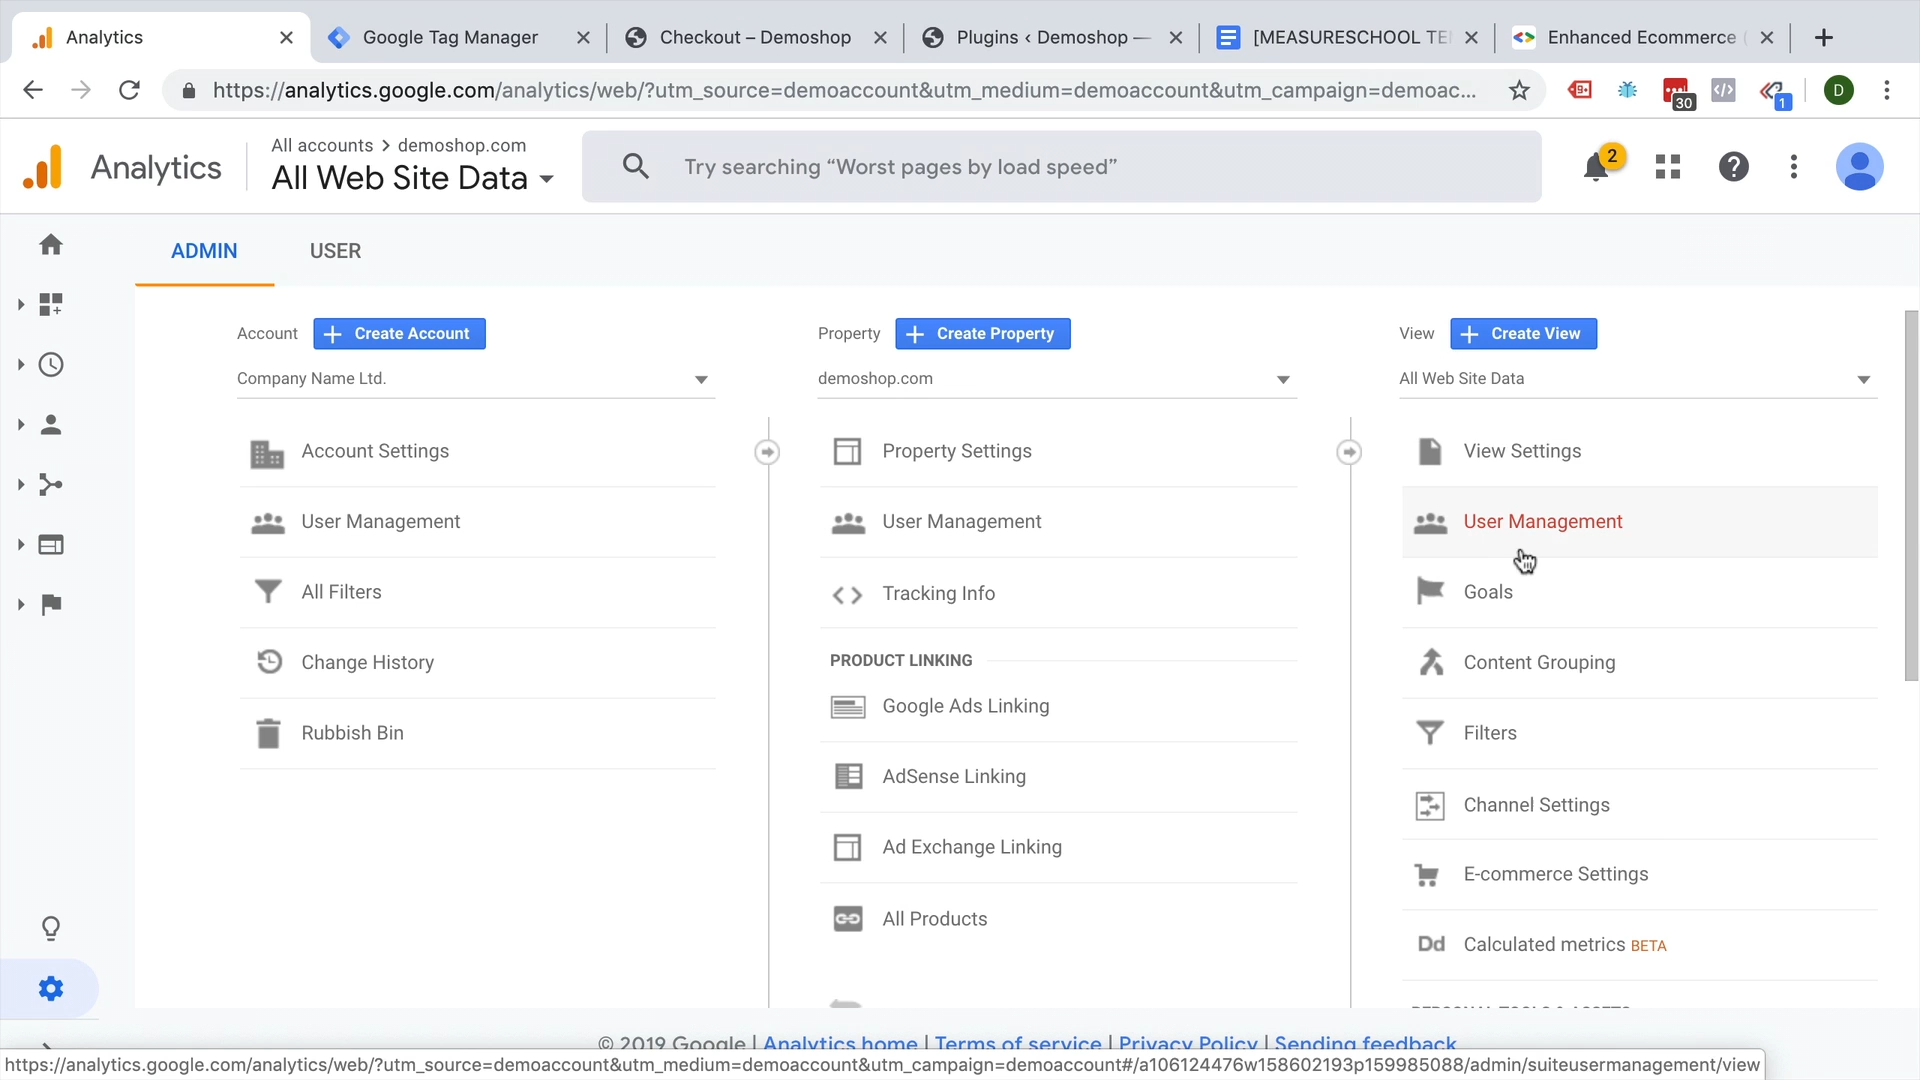 Analytics
Google Tag Manager
Checkout – Demoshop
Plugins ‹ Demoshop —
[MEASURESCHOOL TE
Enhanced Ecommerce
https://analytics.google.com/analytics/web/?utm_source=demoaccount&utm_medium=demoaccount&utm_campaign=demoac...
30
1
D
Analytics
All accounts > demoshop.com
All Web Site Data
Try searching “Worst pages by load speed”
2
ADMIN
USER
Account
+ Create Account
Company Name Ltd.
Account Settings
User Management
All Filters
Change History
Rubbish Bin
Property
+ Create Property
demoshop.com
Property Settings
User Management
Tracking Info
PRODUCT LINKING
Google Ads Linking
AdSense Linking
Ad Exchange Linking
All Products
View
+ Create View
All Web Site Data
View Settings
User Management
Goals
Content Grouping
Filters
Channel Settings
E-commerce Settings
Dd Calculated metrics BETA
© 2019 Google | Analytics home | Terms of service | Privacy Policy | Sending feedback
https://analytics.google.com/analytics/web/?utm_source=demoaccount&utm_medium=demoaccount&utm_campaign=demoaccount#/a106124476w158602193p159985088/admin/suiteusermanagement/view